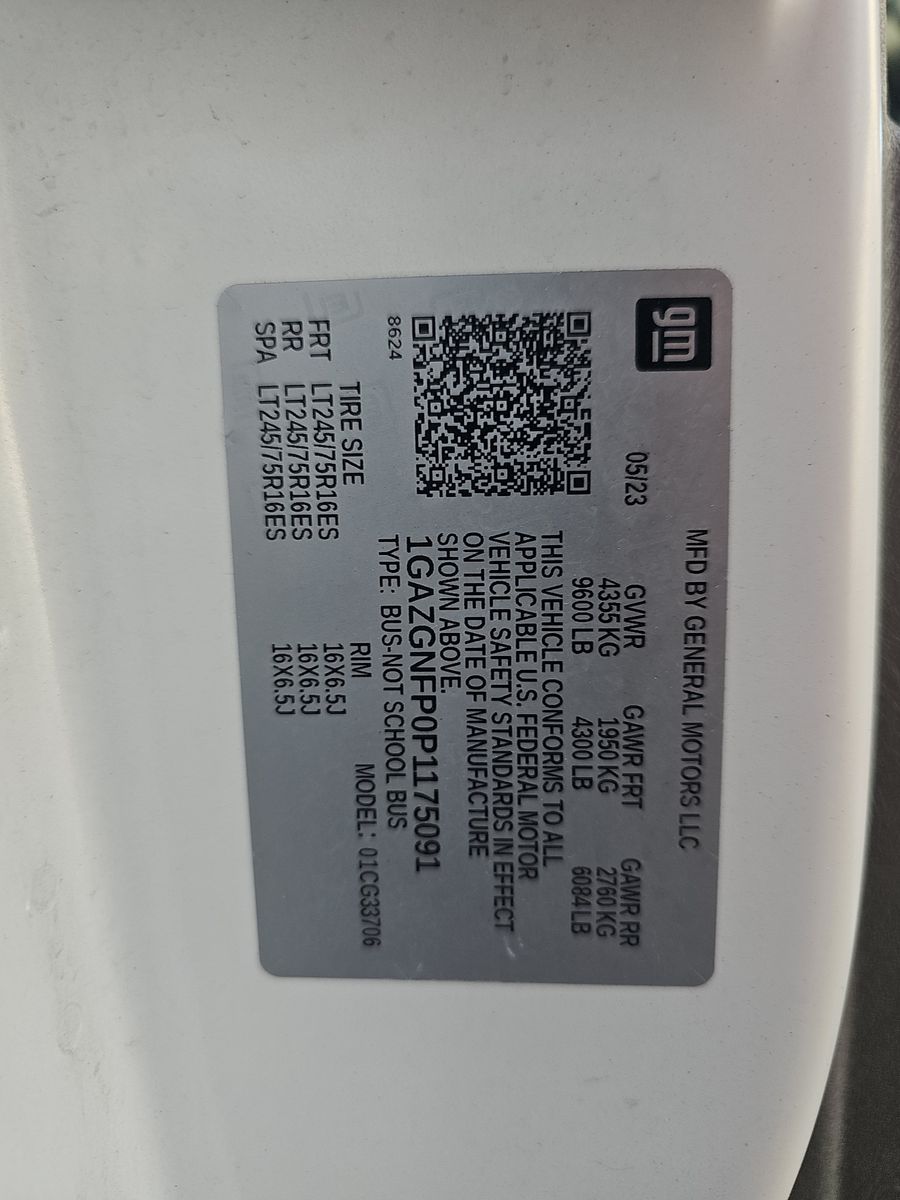 gm
MFD BY GENERAL MOTORS LLC
05/23
GVWR GAWR FRT GAWR RR
4355KG 1950 KG 2760 KG
9600 LB 4300 LB 6084 LB
THIS VEHICLE CONFORMS TO ALL
APPLICABLE U.S. FEDERAL MOTOR
VEHICLE SAFETY STANDARDS IN EFFECT
ON THE DATE OF MANUFACTURE
SHOWN ABOVE.
1GAZGNFP0P1175091
8624
TYPE: BUS-NOT SCHOOL BUS
MODEL: 01CG33706
TIRE SIZE RIM
FRT LT245/75R16ES 16X6.5J
RR LT245/75R16ES 16X6.5J
SPA LT245/75R16ES 16X6.5J